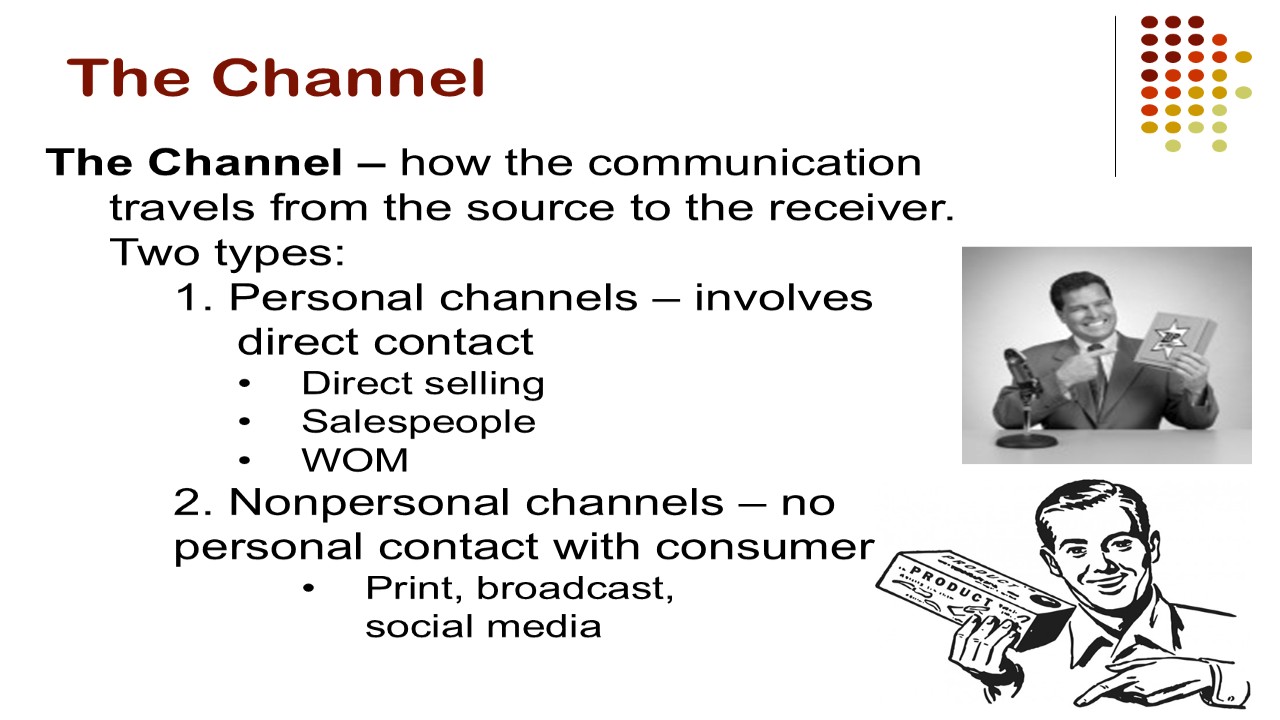 The Channel
The Channel – how the communication
travels from the source to the receiver.
Two types:
1. Personal channels – involves
direct contact
• Direct selling
• Salespeople
• WOM
2. Nonpersonal channels – no
personal contact with consumer
• Print, broadcast,
social media
PRODUCT
PRODUCT